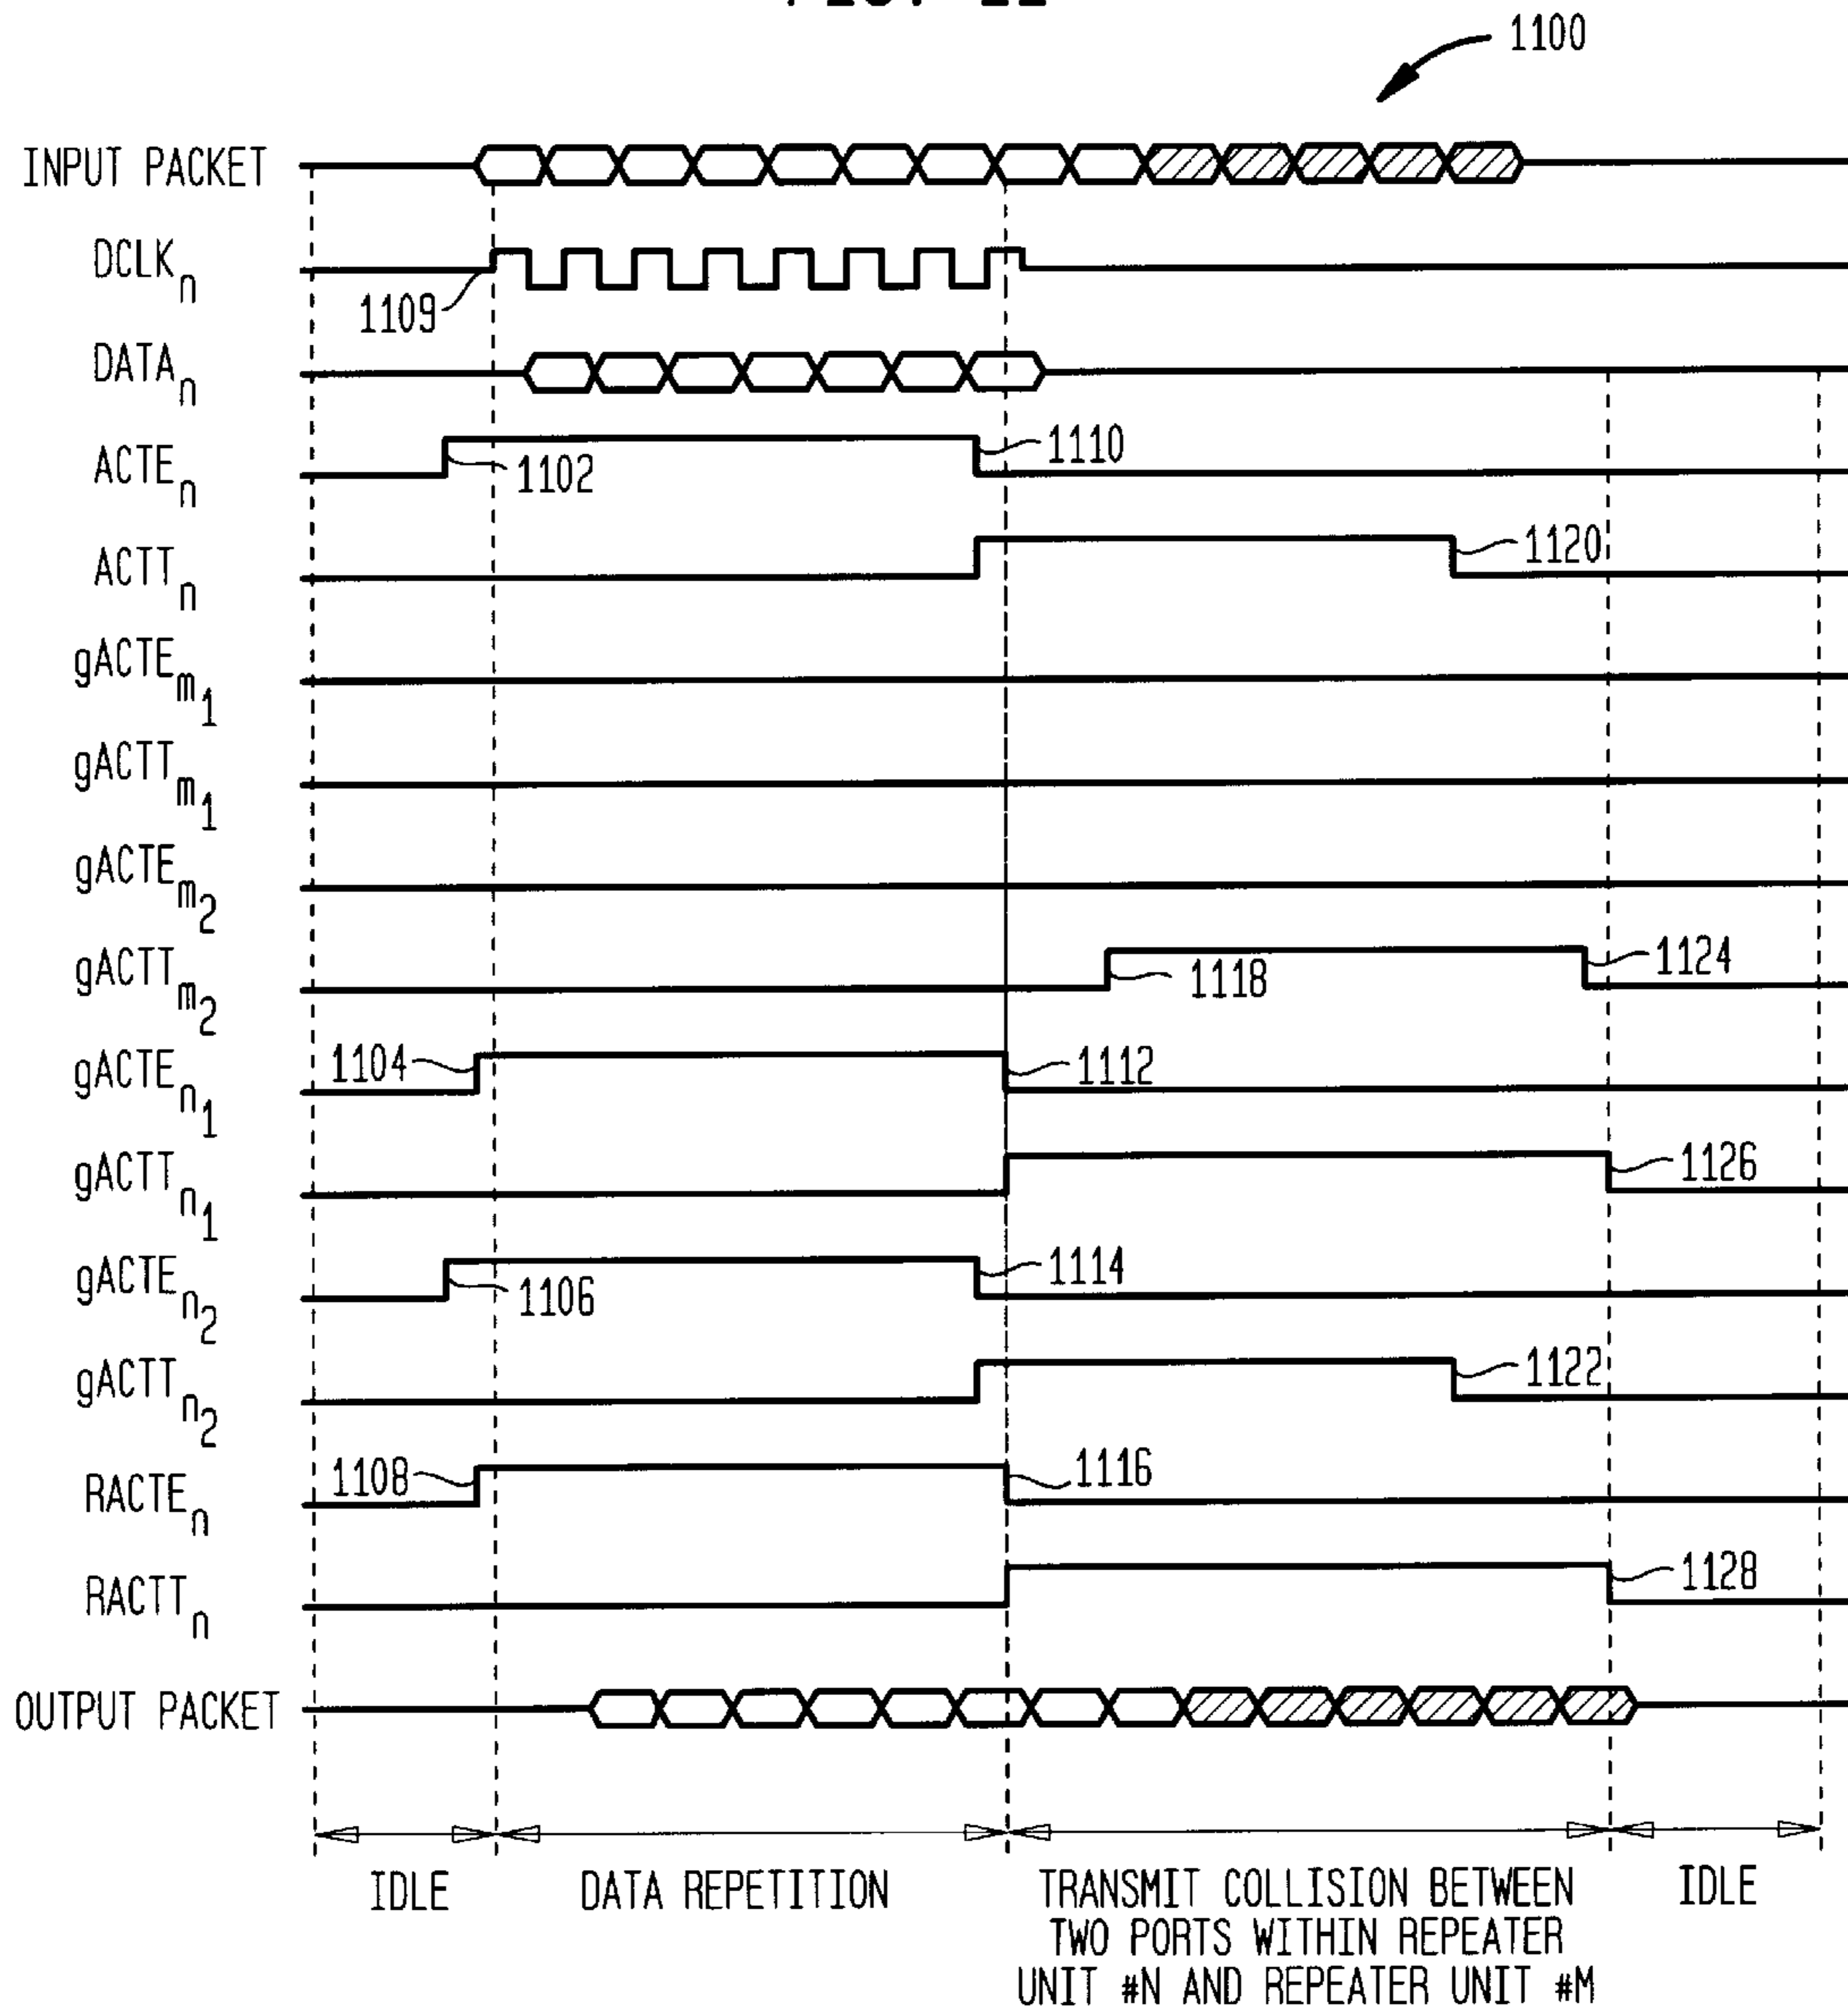 1100
INPUT PACKET
DCLKn
1109
DATAn
ACTEn
1102
1110
ACTTn
1120
gACTEm1
gACTTm1
gACTEm2
gACTTm2
1118
1124
gACTEn1
1104
1112
gACTTn1
1126
gACTEn2
1106
1114
gACTTn2
1122
RACTEn
1108
1116
RACTTn
1128
OUTPUT PACKET
IDLE
DATA REPETITION
TRANSMIT COLLISION BETWEEN
TWO PORTS WITHIN REPEATER
UNIT #N AND REPEATER UNIT #M
IDLE